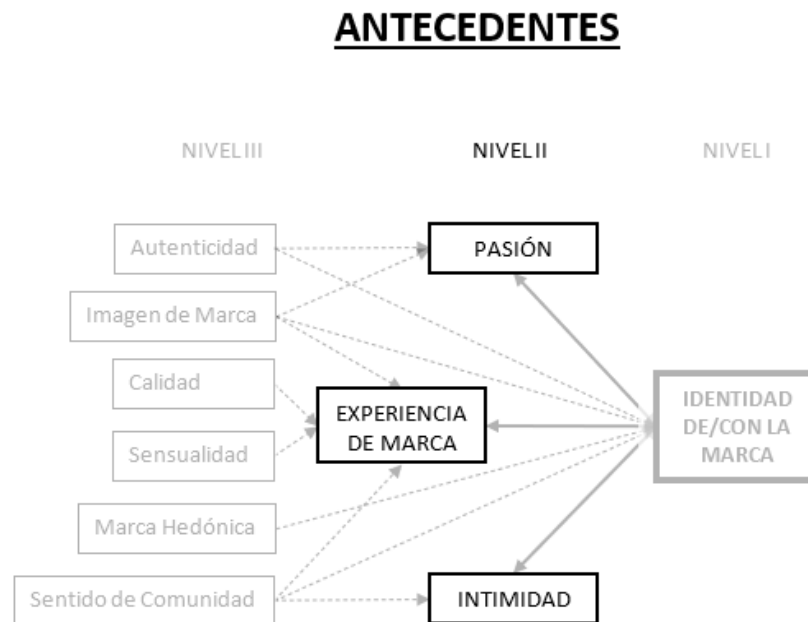 ANTECEDENTES
NIVEL III
NIVEL II
NIVEL I
Autenticidad
PASIÓN
Imagen de Marca
Calidad
EXPERIENCIA
DE MARCA
IDENTIDAD
DE/CON LA
MARCA
Sensualidad
Marca Hedónica
Sentido de Comunidad
INTIMIDAD